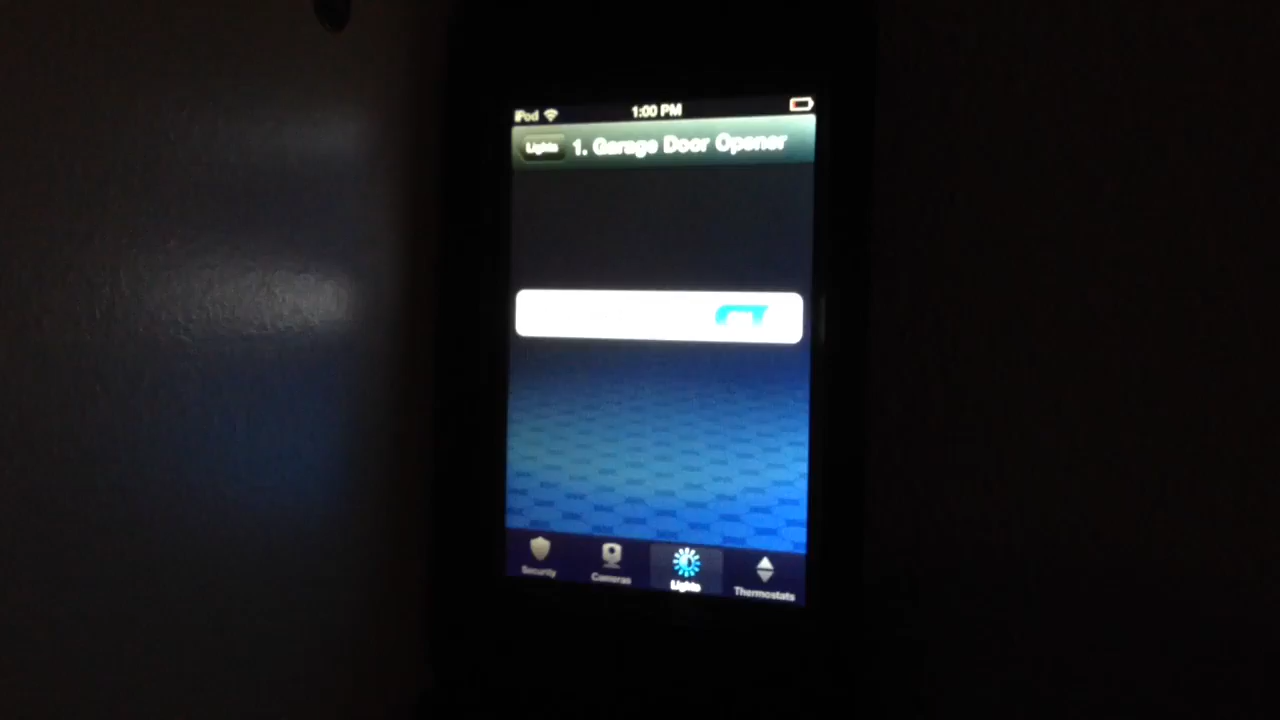 iPod 1:00 PM
Lights 1. Garage Door Opener
Security Cameras Lights Thermostats